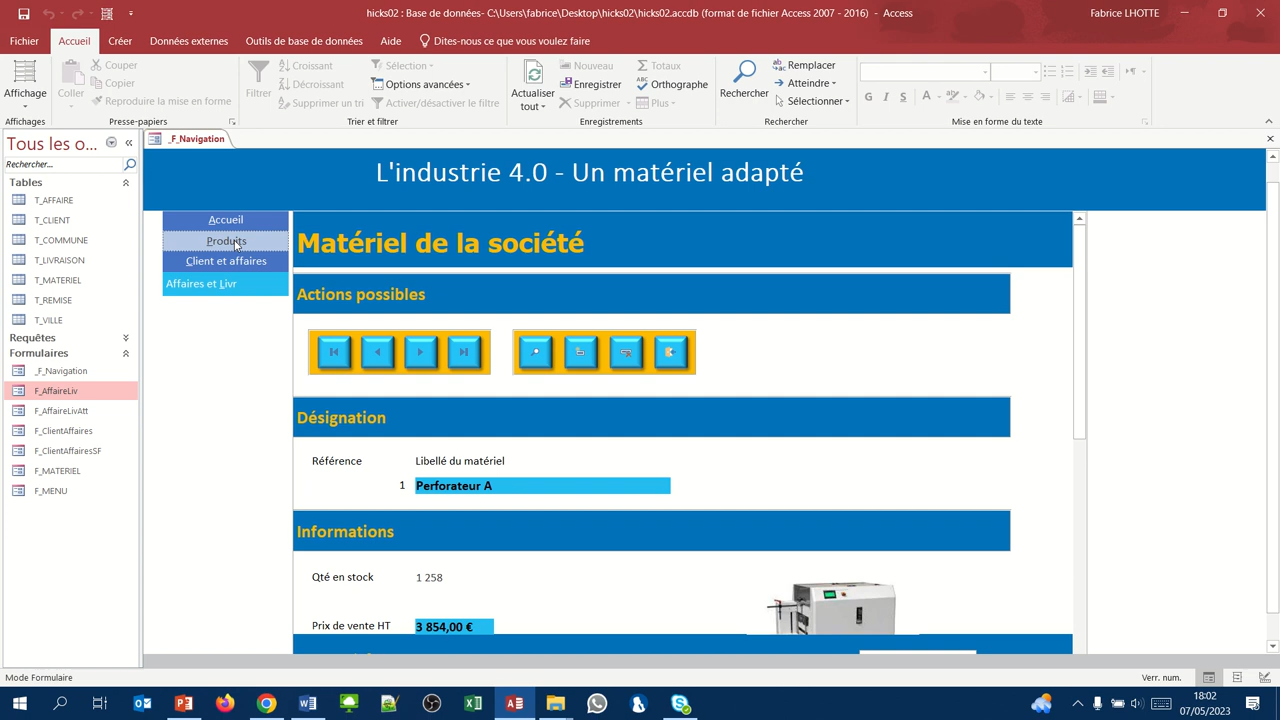 hicks02 : Base de données- C:\Users\fabrice\Desktop\hicks02\hicks02.accdb (format de fichier Access 2007 - 2016) - Access
Fabrice LHOTTE
Fichier Accueil Créer Données externes Outils de base de données Aide Dites-nous ce que vous voulez faire
Affichage
Coller
Couper
Copier
Reproduire la mise en forme
Filtrer
Croissant
Décroissant
Supprimer un tri
Sélection
Options avancées
Activer/désactiver le filtre
Actualiser tout
Nouveau
Enregistrer
Supprimer
Totaux
Orthographe
Plus
Rechercher
Remplacer
Atteindre
Sélectionner
G I S A
Affichages Presse-papiers Trier et filtrer Enregistrements Rechercher Mise en forme du texte
Tous les o...
Rechercher...
Tables
T_AFFAIRE
T_CLIENT
T_COMMUNE
T_LIVRAISON
T_MATERIEL
T_REMISE
T_VILLE
Requêtes
Formulaires
_F_Navigation
F_AffaireLiv
F_AffaireLivAtt
F_ClientAffaires
F_ClientAffairesSF
F_MATERIEL
F_MENU
_F_Navigation
L'industrie 4.0 - Un matériel adapté
Accueil
Produits
Client et affaires
Affaires et Livr
Matériel de la société
Actions possibles
Désignation
Référence Libellé du matériel
1 Perforateur A
Informations
Qté en stock 1 258
Prix de vente HT 3 854,00 €
Mode Formulaire
Verr. num.
18:02
07/05/2023